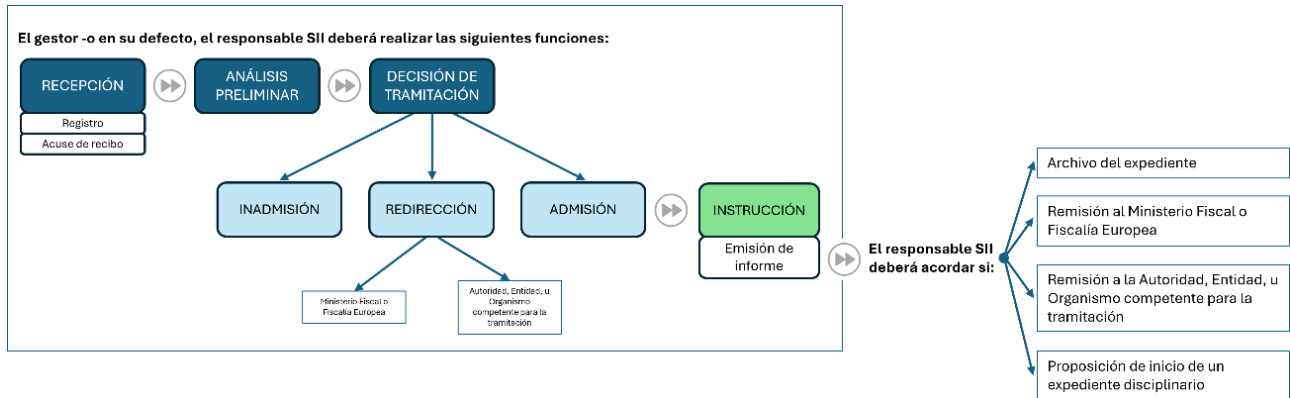 El gestor -o en su defecto, el responsable SII deberá realizar las siguientes funciones:
RECEPCIÓN
Registro
Acuse de recibo
ANÁLISIS
PRELIMINAR
DECISIÓN DE
TRAMITACIÓN
INADMISIÓN
REDIRECCIÓN
ADMISIÓN
INSTRUCCIÓN
Emisión de
informe
Ministerio Fiscal o
Fiscalía Europea
Autoridad, Entidad, u
Organismo
competente para la
tramitación
El responsable SII
deberá acordar si:
Archivo del expediente
Remisión al Ministerio Fiscal o
Fiscalía Europea
Remisión a la Autoridad, Entidad, u
Organismo competente para la
tramitación
Proposición de inicio de un
expediente disciplinario